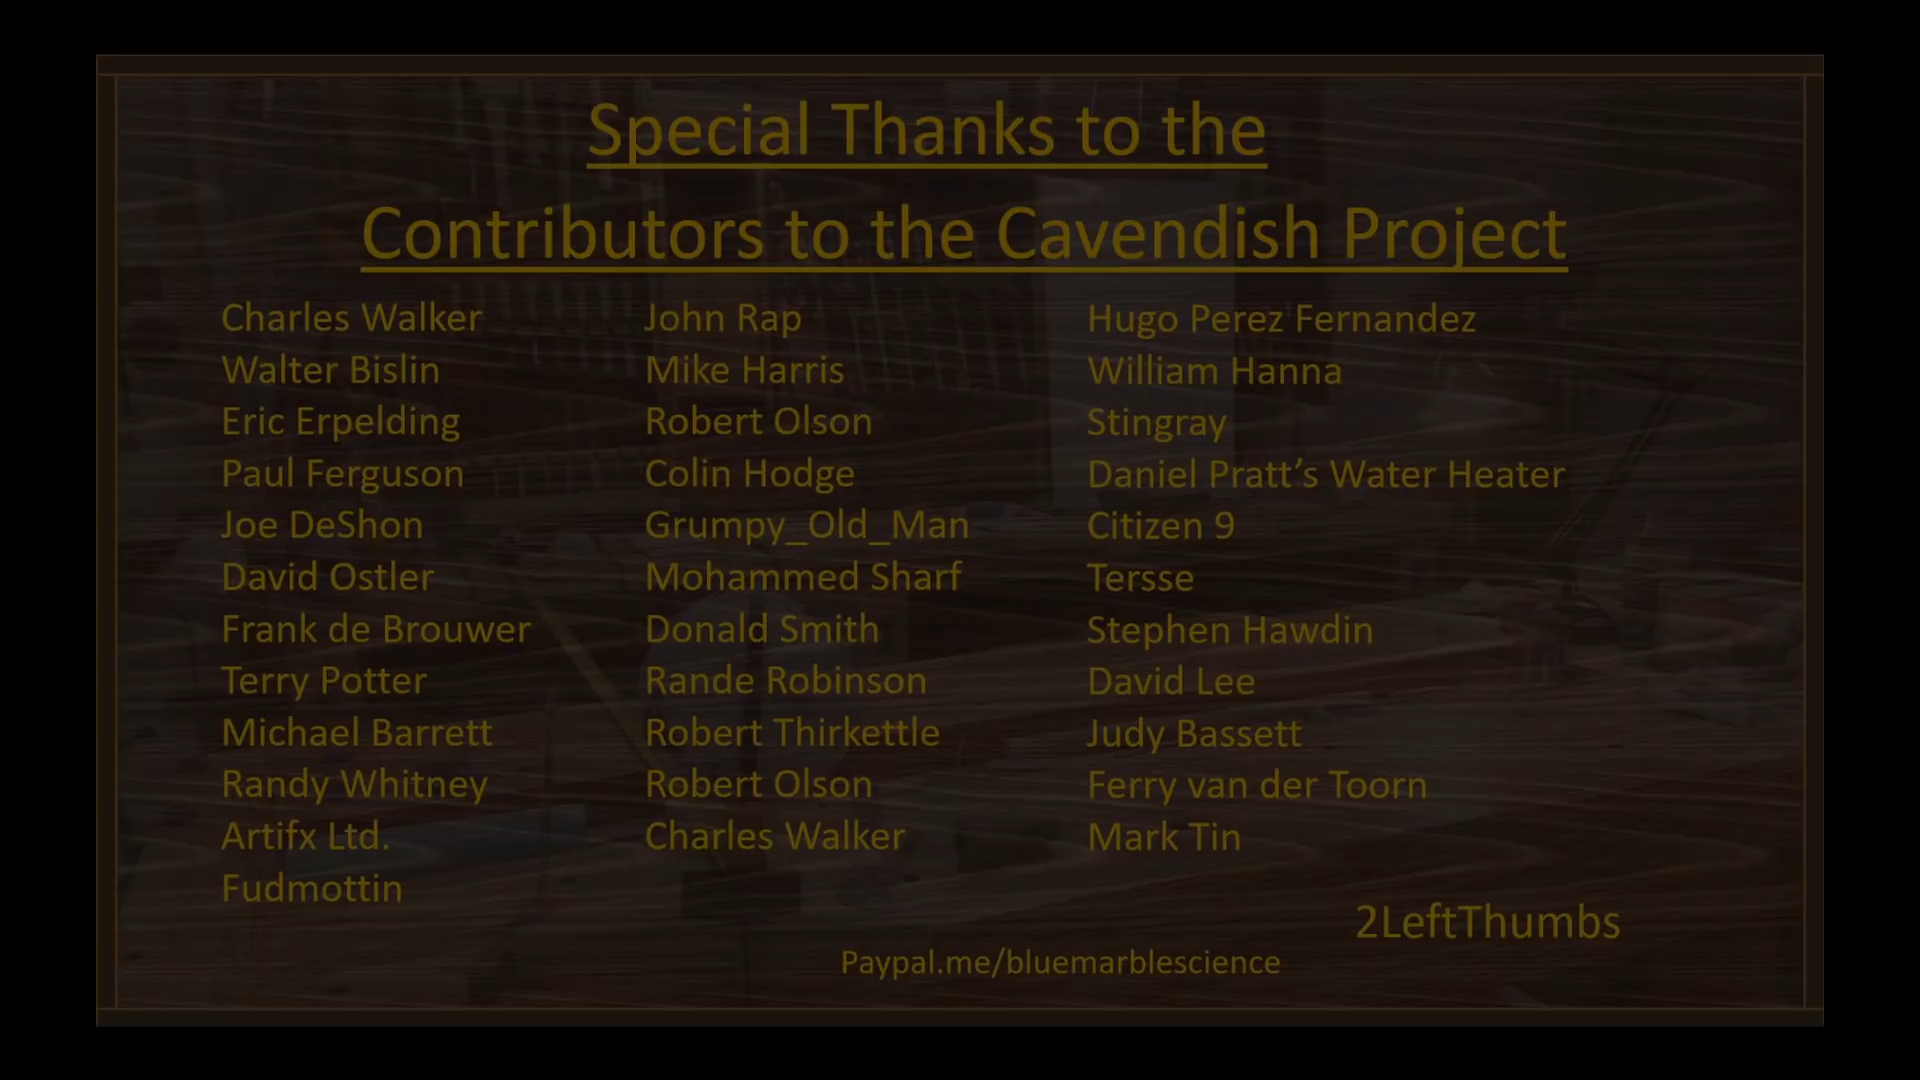 Special Thanks to the
Contributors to the Cavendish Project
Charles Walker
Walter Bislin
Eric Erpelding
Paul Ferguson
Joe DeShon
David Ostler
Frank de Brouwer
Terry Potter
Michael Barrett
Randy Whitney
Artifx Ltd.
Fudmottin
John Rap
Mike Harris
Robert Olson
Colin Hodge
Grumpy_Old_Man
Mohammed Sharf
Donald Smith
Rande Robinson
Robert Thirkettle
Robert Olson
Charles Walker
Hugo Perez Fernandez
William Hanna
Stingray
Daniel Pratt’s Water Heater
Citizen 9
Tersse
Stephen Hawdin
David Lee
Judy Bassett
Ferry van der Toorn
Mark Tin
2LeftThumbs
Paypal.me/bluemarblescience